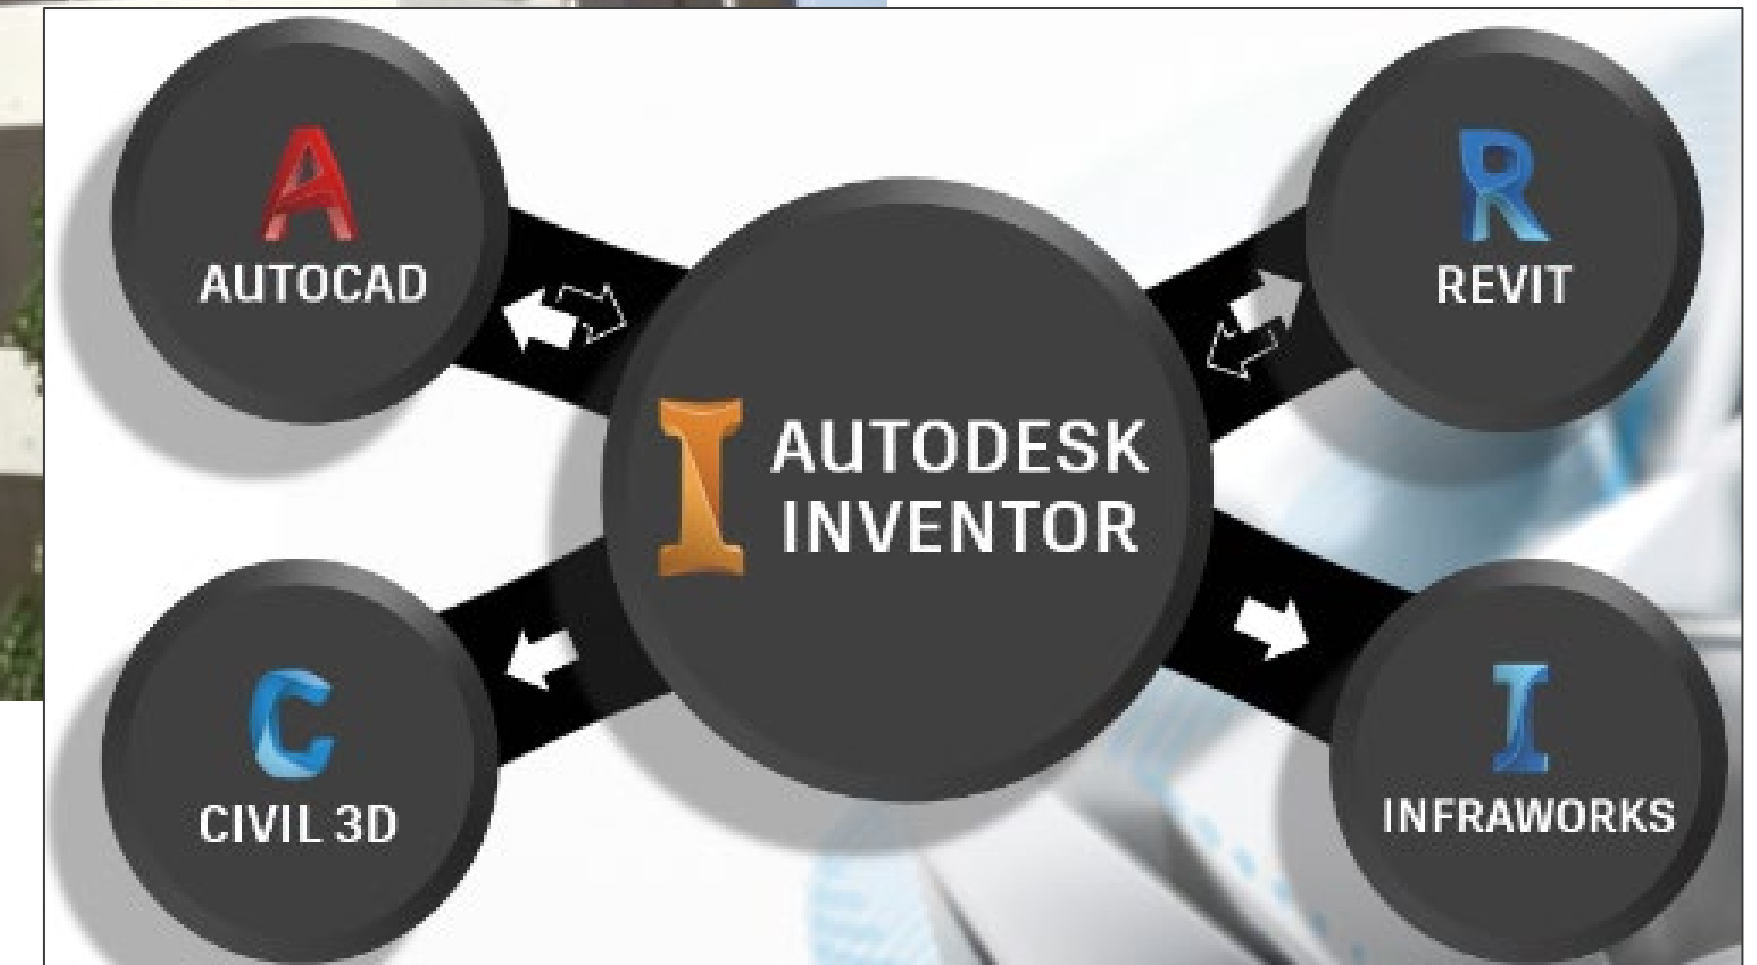 AUTOCAD
REVIT
AUTODESK
INVENTOR
CIVIL 3D
INFRAWORKS